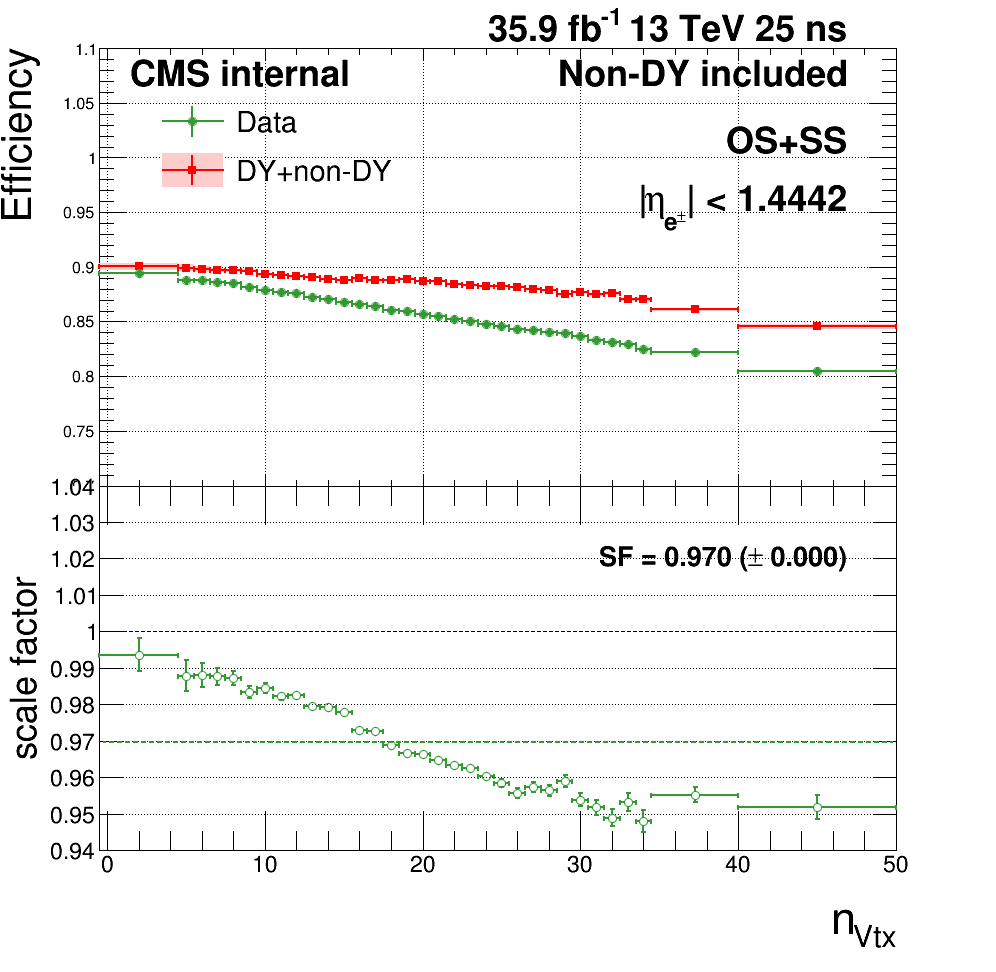 35.9 fb⁻¹ 13 TeV 25 ns
CMS internal
Non-DY included
Data
DY+non-DY
OS+SS
|η_e±| < 1.4442
Efficiency
1.1
1.05
1
0.95
0.9
0.85
0.8
0.75
1.04
1.03
1.02
1.01
1
0.99
0.98
0.97
0.96
0.95
0.94
SF = 0.970 (± 0.000)
scale factor
0 10 20 30 40 50
n_Vtx